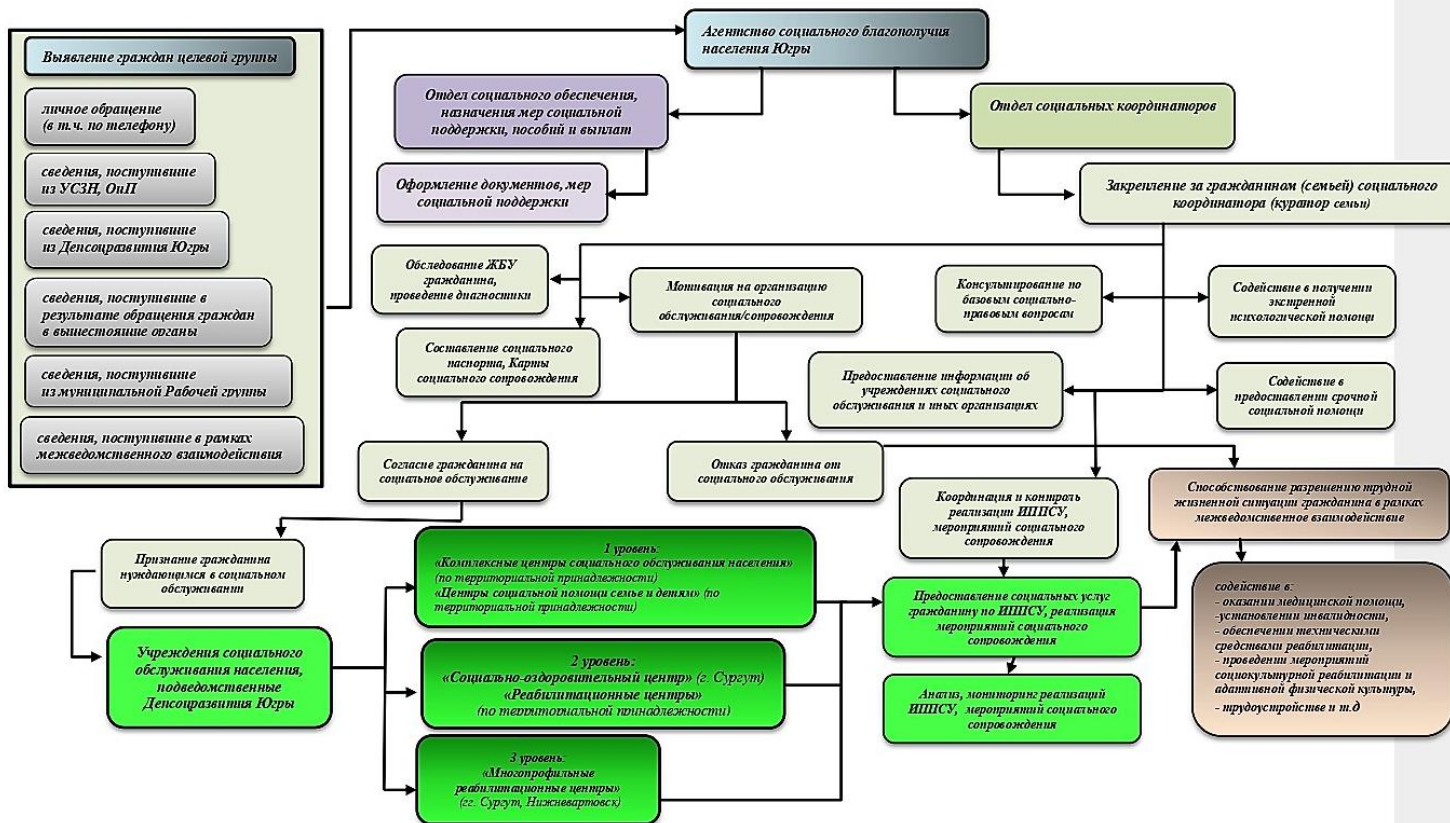 Выявление граждан целевой группы
личное обращение
(в т.ч. по телефону)
сведения, поступившие
из УСЗН, ОиП
сведения, поступившие
из Депсоцразвития Югры
сведения, поступившие в
результате обращения граждан
в вышестоящие органы
сведения, поступившие
из муниципальной Рабочей группы
сведения, поступившие в рамках
межведомственного взаимодействия
Агентство социального благополучия
населения Югры
Отдел социального обеспечения,
назначения мер социальной
поддержки, пособий и выплат
Отдел социальных координаторов
Оформление документов, мер
социальной поддержки
Закрепление за гражданином (семьей) социального
координатора (куратор семьи)
Обследование ЖБУ
гражданина,
проведение диагностики
Мотивация на организацию
социального
обслуживания/сопровождения
Консультирование по
базовым социально-
правовым вопросам
Содействие в получении
экстренной
психологической помощи
Составление социального
паспорта, Карты
социального сопровождения
Предоставление информации об
учреждениях социального
обслуживания и иных организациях
Содействие в
предоставлении срочной
социальной помощи
Согласие гражданина на
социальное обслуживание
Отказ гражданина от
социального обслуживания
Координация и контроль
реализации ИППСУ,
мероприятий социального
сопровождения
Способствование разрешению трудной
жизненной ситуации гражданина в рамках
межведомственное взаимодействие
Признание гражданина
нуждающимся в социальном
обслуживании
1 уровень:
«Комплексные центры социального обслуживания населения»
(по территориальной принадлежности)
«Центры социальной помощи семье и детям» (по
территориальной принадлежности)
Предоставление социальных услуг
гражданину по ИППСУ, реализация
мероприятий социального
сопровождения
содействие в:
- оказании медицинской помощи,
-установлении инвалидности,
- обеспечении техническими
средствами реабилитации,
- проведении мероприятий
социокультурной реабилитации и
адаптивной физической культуры,
- трудоустройстве и т.д
Учреждения социального
обслуживания населения,
подведомственные
Депсоцразвития Югры
2 уровень:
«Социально-оздоровительный центр» (г. Сургут)
«Реабилитационные центры»
(по территориальной принадлежности)
Анализ, мониторинг реализаций
ИППСУ, мероприятий социального
сопровождения
3 уровень:
«Многопрофильные
реабилитационные центры»
(гг. Сургут, Нижневартовск)